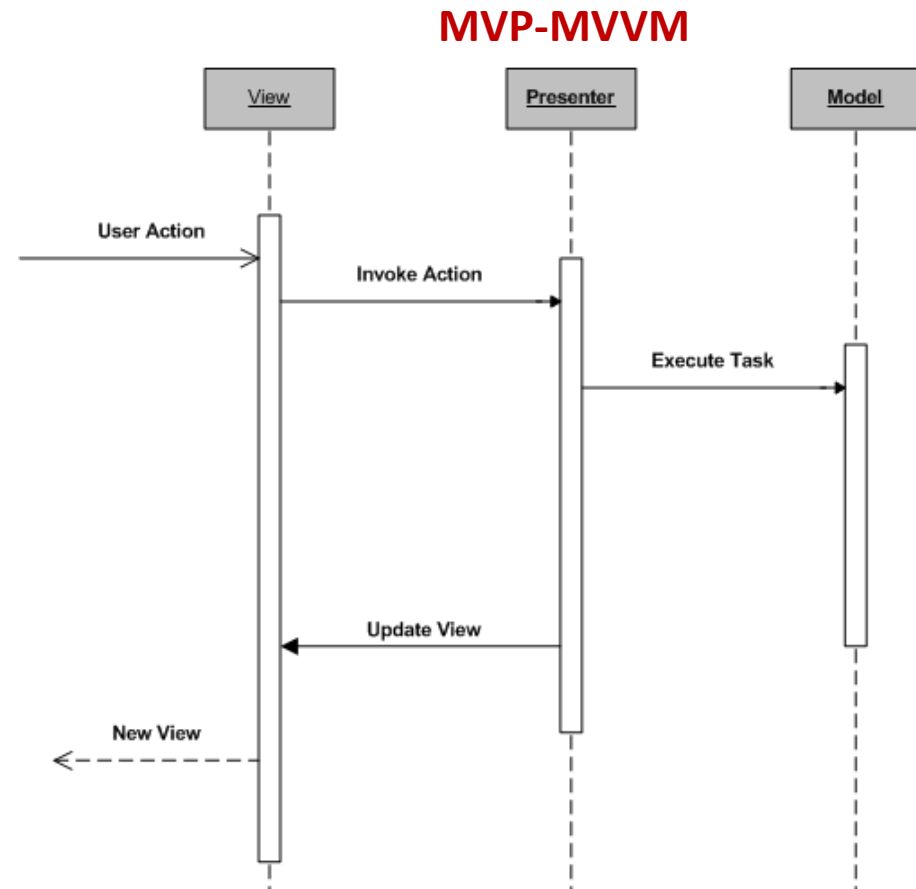 MVP-MVVM
View
Presenter
Model
User Action
Invoke Action
Execute Task
Update View
New View